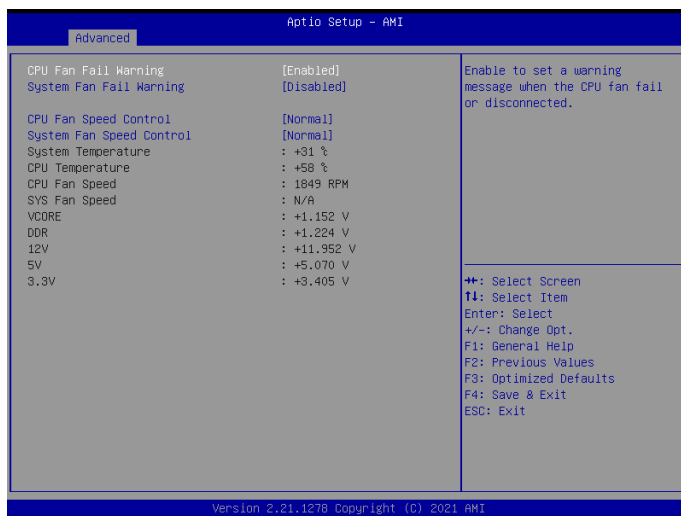 Aptio Setup – AMI
Advanced
CPU Fan Fail Warning [Enabled]
System Fan Fail Warning [Disabled]
CPU Fan Speed Control [Normal]
System Fan Speed Control [Normal]
System Temperature : +31 ℃
CPU Temperature : +58 ℃
CPU Fan Speed : 1849 RPM
SYS Fan Speed : N/A
VCORE : +1.152 V
DDR : +1.224 V
12V : +11.952 V
5V : +5.070 V
3.3V : +3.405 V
Enable to set a warning
message when the CPU fan fail
or disconnected.
→←: Select Screen
↑↓: Select Item
Enter: Select
+/-: Change Opt.
F1: General Help
F2: Previous Values
F3: Optimized Defaults
F4: Save & Exit
ESC: Exit
Version 2.21.1278 Copyright (C) 2021 AMI